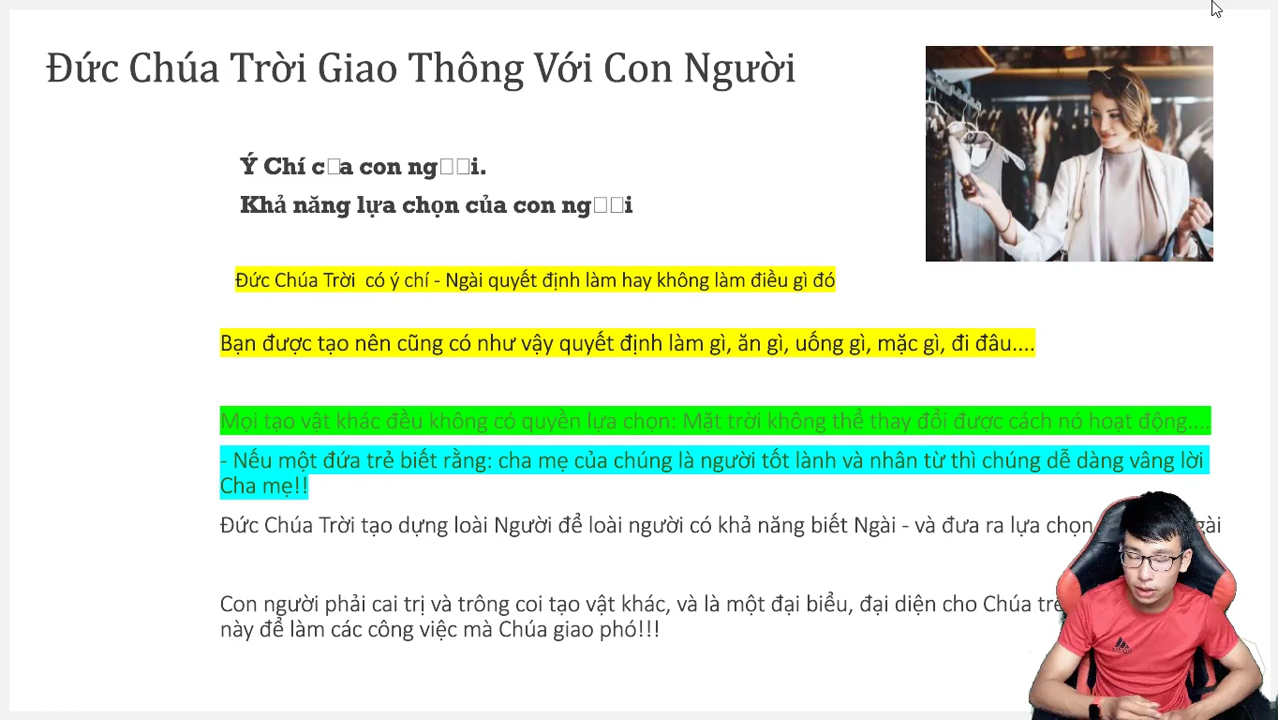 Đức Chúa Trời Giao Thông Với Con Người
Ý Chí c□a con ng□□i.
Khả năng lựa chọn của con ng□□i
Đức Chúa Trời có ý chí - Ngài quyết định làm hay không làm điều gì đó
Bạn được tạo nên cũng có như vậy quyết định làm gì, ăn gì, uống gì, mặc gì, đi đâu....
Mọi tạo vật khác đều không có quyền lựa chọn: Mặt trời không thể thay đổi được cách nó hoạt động....
- Nếu một đứa trẻ biết rằng: cha mẹ của chúng là người tốt lành và nhân từ thì chúng dễ dàng vâng lời
Cha mẹ!!
Đức Chúa Trời tạo dựng loài Người để loài người có khả năng biết Ngài - và đưa ra lựa chọn
Con người phải cai trị và trông coi tạo vật khác, và là một đại biểu, đại diện cho Chúa
này để làm các công việc mà Chúa giao phó!!!